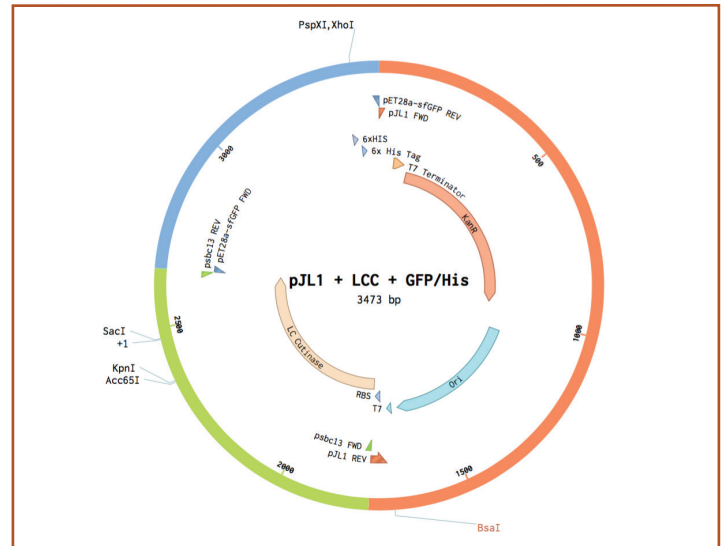 PspXI,XhoI
pET28a-sfGFP REV
pJL1 FWD
6xHIS
6x His Tag
T7 Terminator
KanR
500
3000
psbc13 REV
pET28a-sfGFP FWD
pJL1 + LCC + GFP/His
3473 bp
SacI
+1
2500
1000
KpnI
Acc65I
LC Cutinase
Ori
RBS
T7
psbc13 FWD
pJL1 REV
2000
1500
BsaI